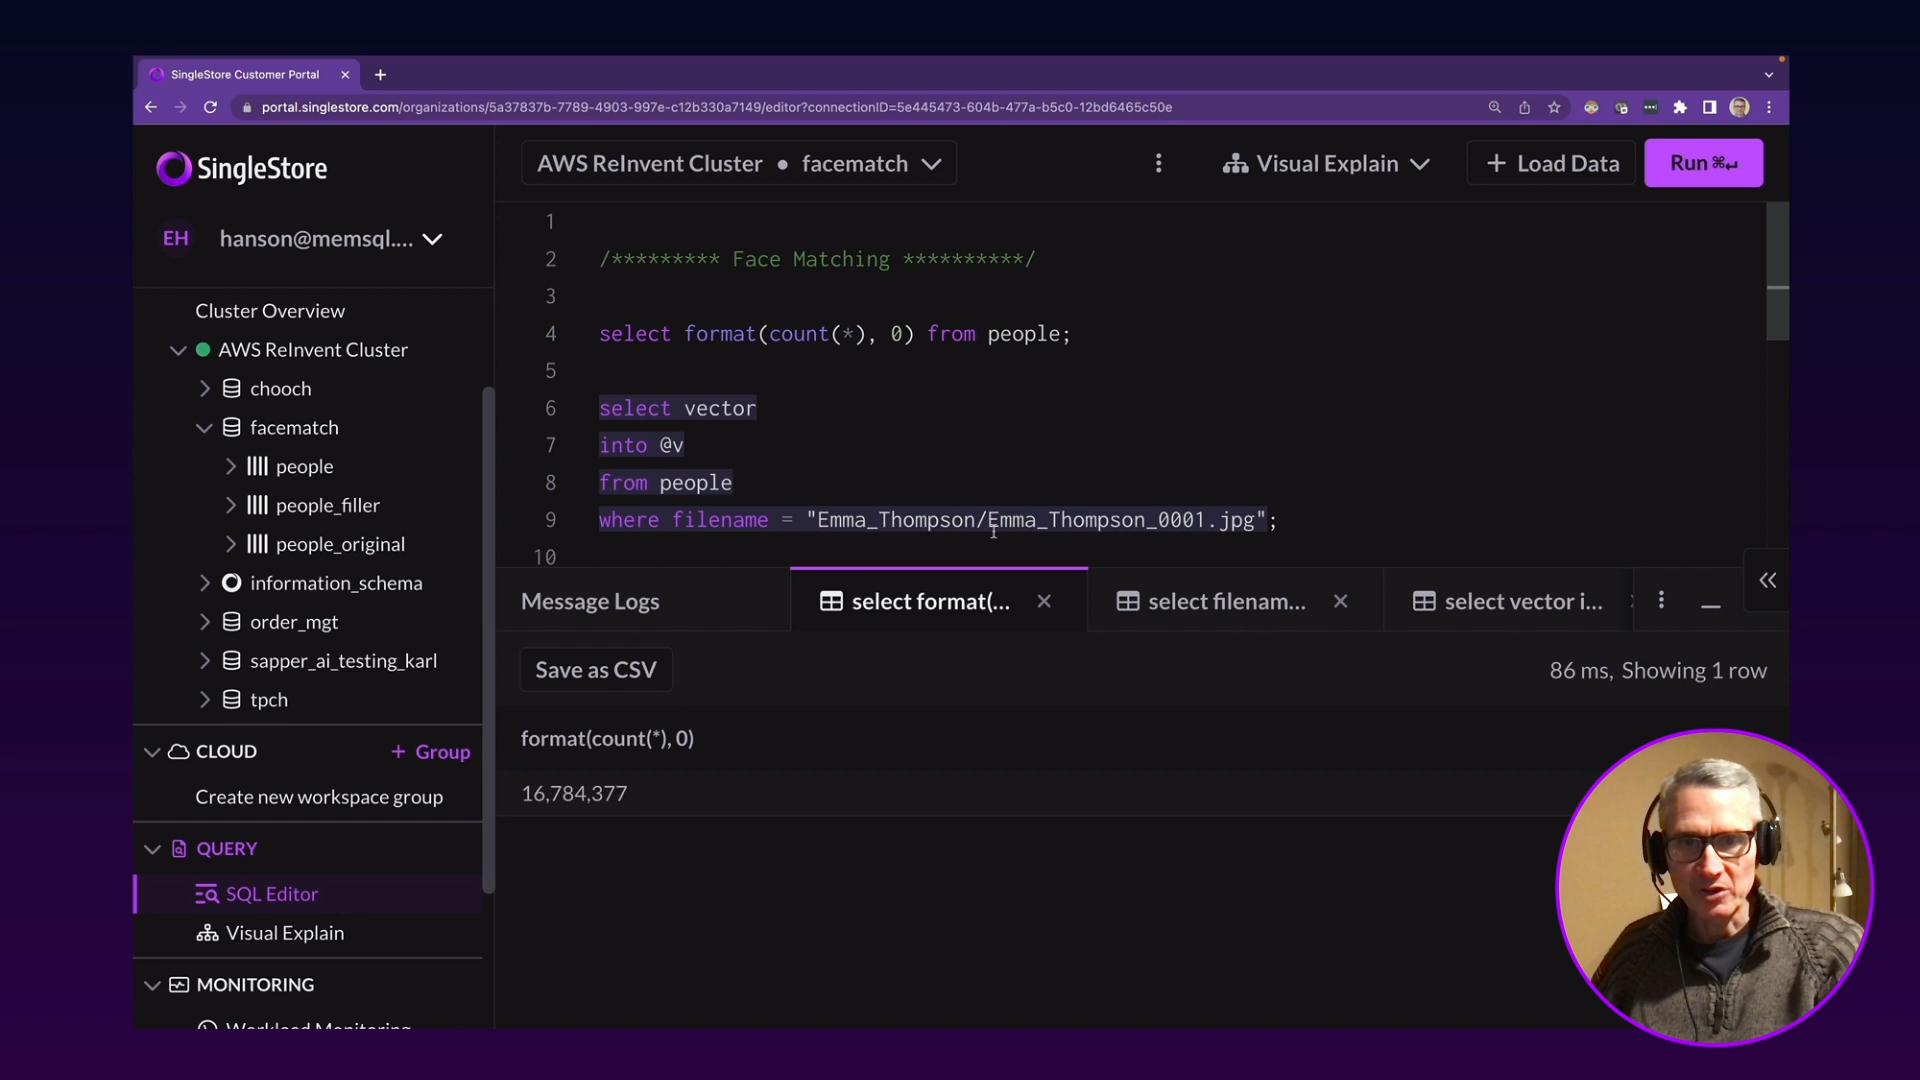 SingleStore Customer Portal
portal.singlestore.com/organizations/5a37837b-7789-4903-997e-c12b330a7149/editor?connectionID=5e445473-604b-477a-b5c0-12bd6465c50e
SingleStore
EH hanson@memsql....
Cluster Overview
AWS ReInvent Cluster
chooch
facematch
people
people_filler
people_original
information_schema
order_mgt
sapper_ai_testing_karl
tpch
CLOUD + Group
Create new workspace group
QUERY
SQL Editor
Visual Explain
MONITORING
Workload Monitoring
AWS ReInvent Cluster • facematch
Visual Explain
+ Load Data
Run ⌘↵
1
2 /********* Face Matching **********/
3
4 select format(count(*), 0) from people;
5
6 select vector
7 into @v
8 from people
9 where filename = "Emma_Thompson/Emma_Thompson_0001.jpg";
10
Message Logs
select format(...
select filenam...
select vector i...
Save as CSV
86 ms, Showing 1 row
format(count(*), 0)
16,784,377